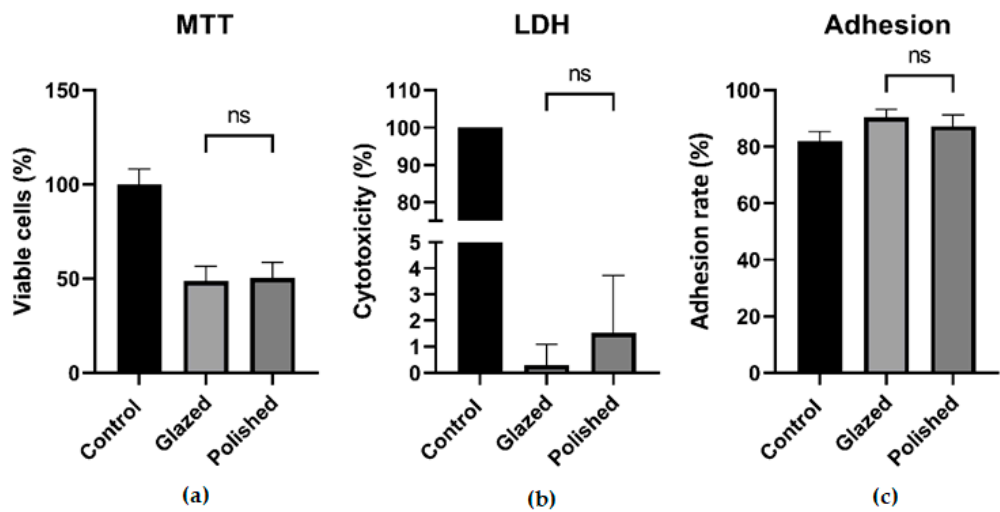 MTT
Viable cells (%)
150
100
50
0
ns
Control
Glazed
Polished
(a)
LDH
Cytotoxicity (%)
110
100
90
80
5
4
3
2
1
0
ns
Control
Glazed
Polished
(b)
Adhesion
Adhesion rate (%)
100
80
60
40
20
0
ns
Control
Glazed
Polished
(c)